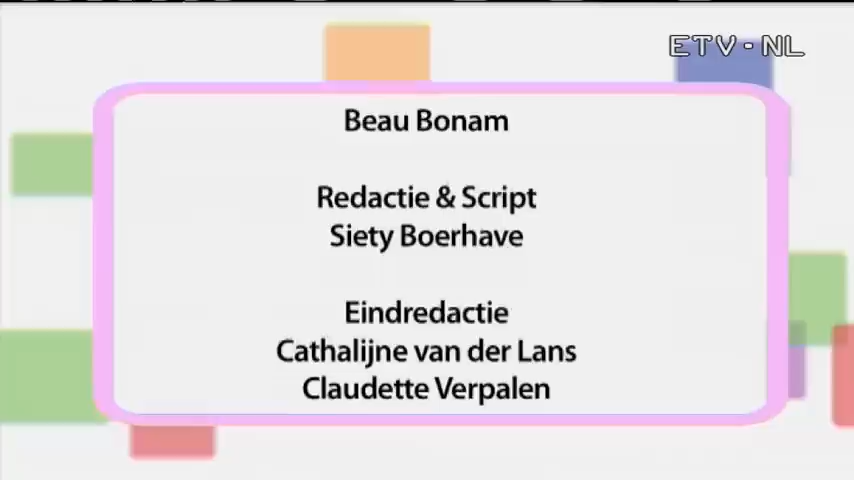 ETV·NL
Beau Bonam
Redactie & Script
Siety Boerhave
Eindredactie
Cathalijne van der Lans
Claudette Verpalen